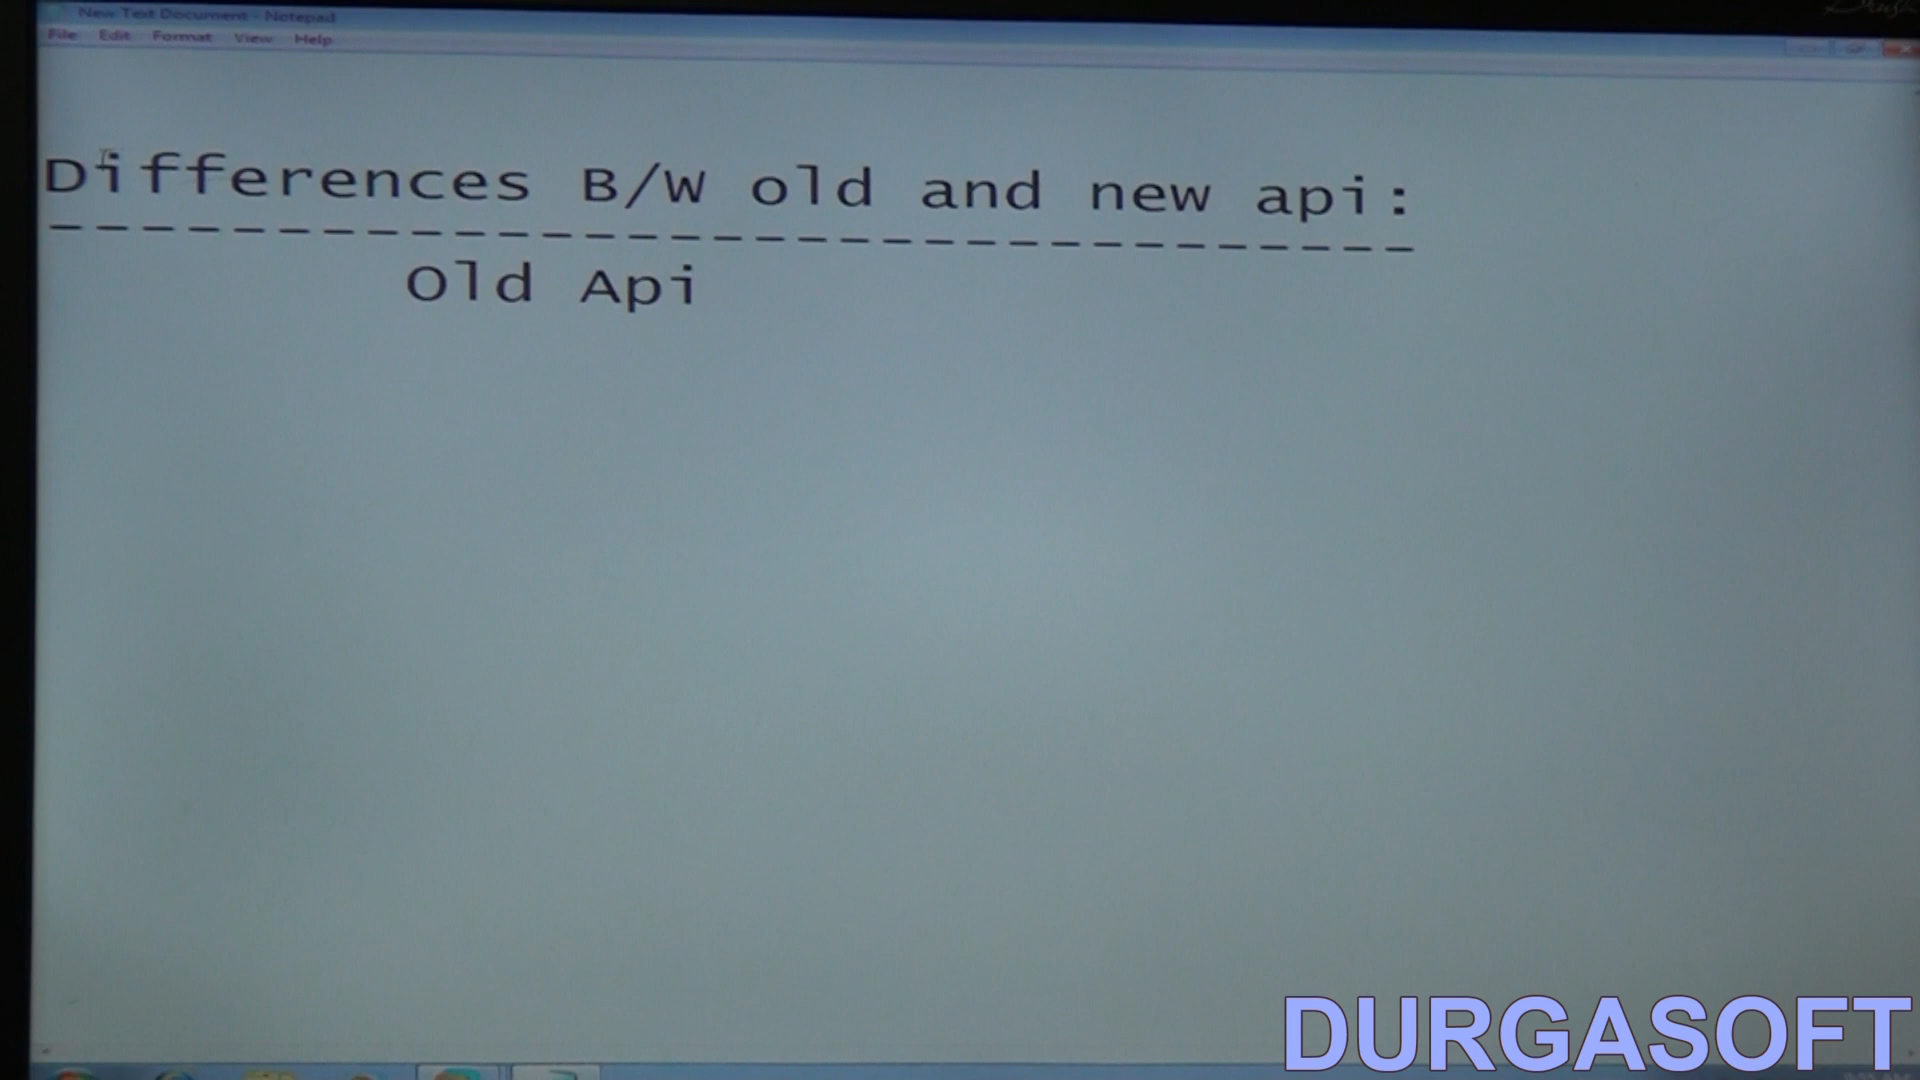 New Text Document - Notepad
File Edit Format View Help
Differences B/W old and new api:
--------------------------------
Old Api
DURGASOFT